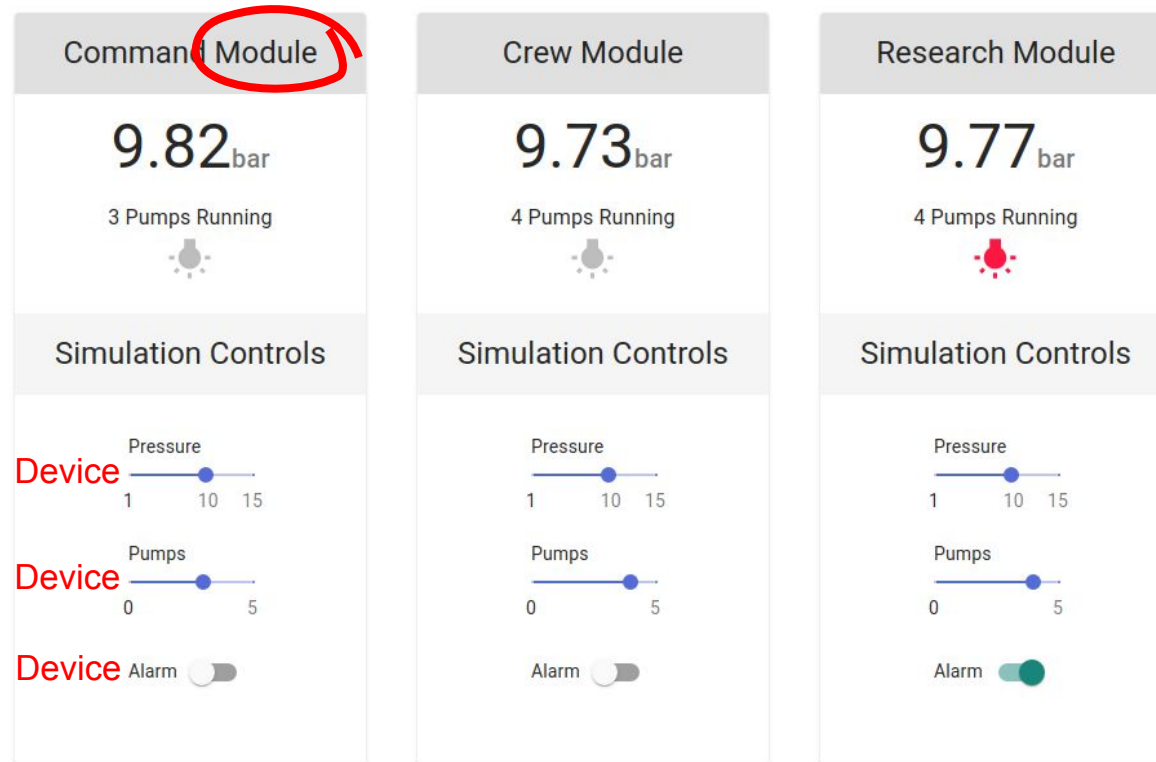 Command Module
9.82bar
3 Pumps Running
Simulation Controls
Pressure
Device
1 10 15
Pumps
Device
0 5
Device Alarm
Crew Module
9.73bar
4 Pumps Running
Simulation Controls
Pressure
1 10 15
Pumps
0 5
Alarm
Research Module
9.77bar
4 Pumps Running
Simulation Controls
Pressure
1 10 15
Pumps
0 5
Alarm